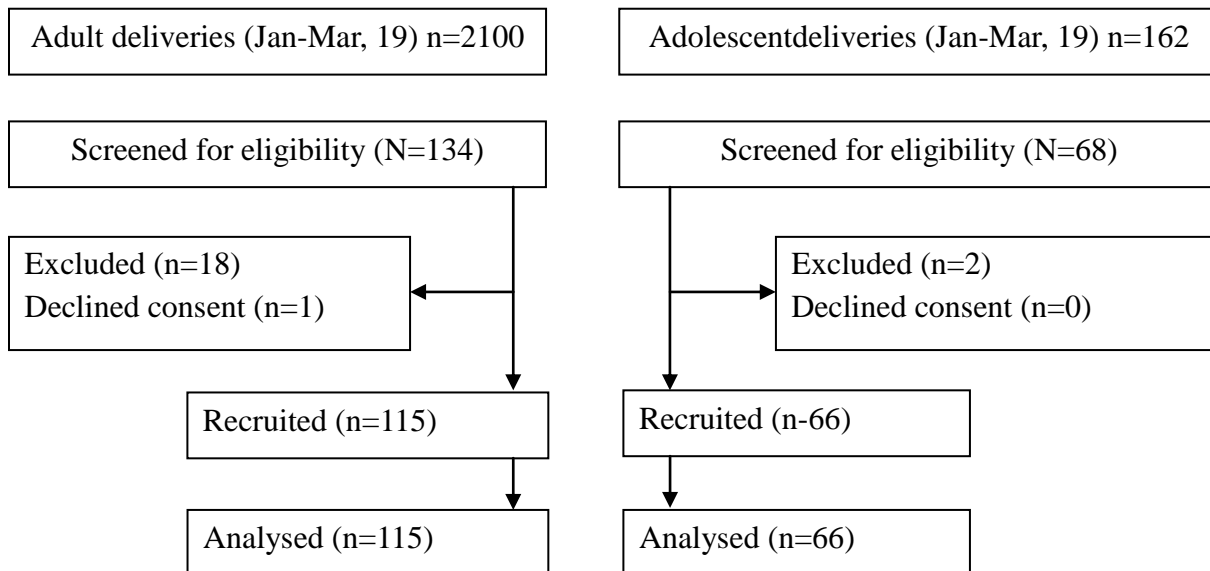 Adult deliveries (Jan-Mar, 19) n=2100
Adolescentdeliveries (Jan-Mar, 19) n=162
Screened for eligibility (N=134)
Screened for eligibility (N=68)
Excluded (n=18)
Declined consent (n=1)
Excluded (n=2)
Declined consent (n=0)
Recruited (n=115)
Recruited (n-66)
Analysed (n=115)
Analysed (n=66)